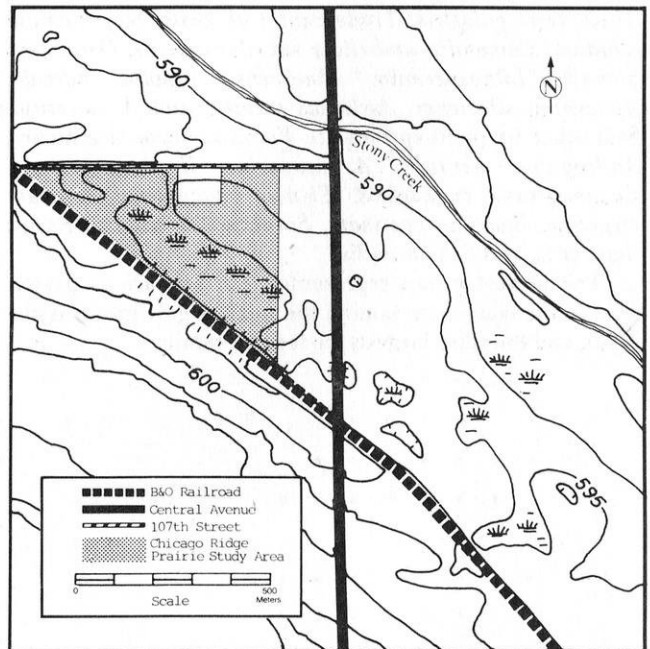 590
N
Stony Creek
590
600
595
B&O Railroad
Central Avenue
107th Street
Chicago Ridge
Prairie Study Area
0 500
Scale Meters